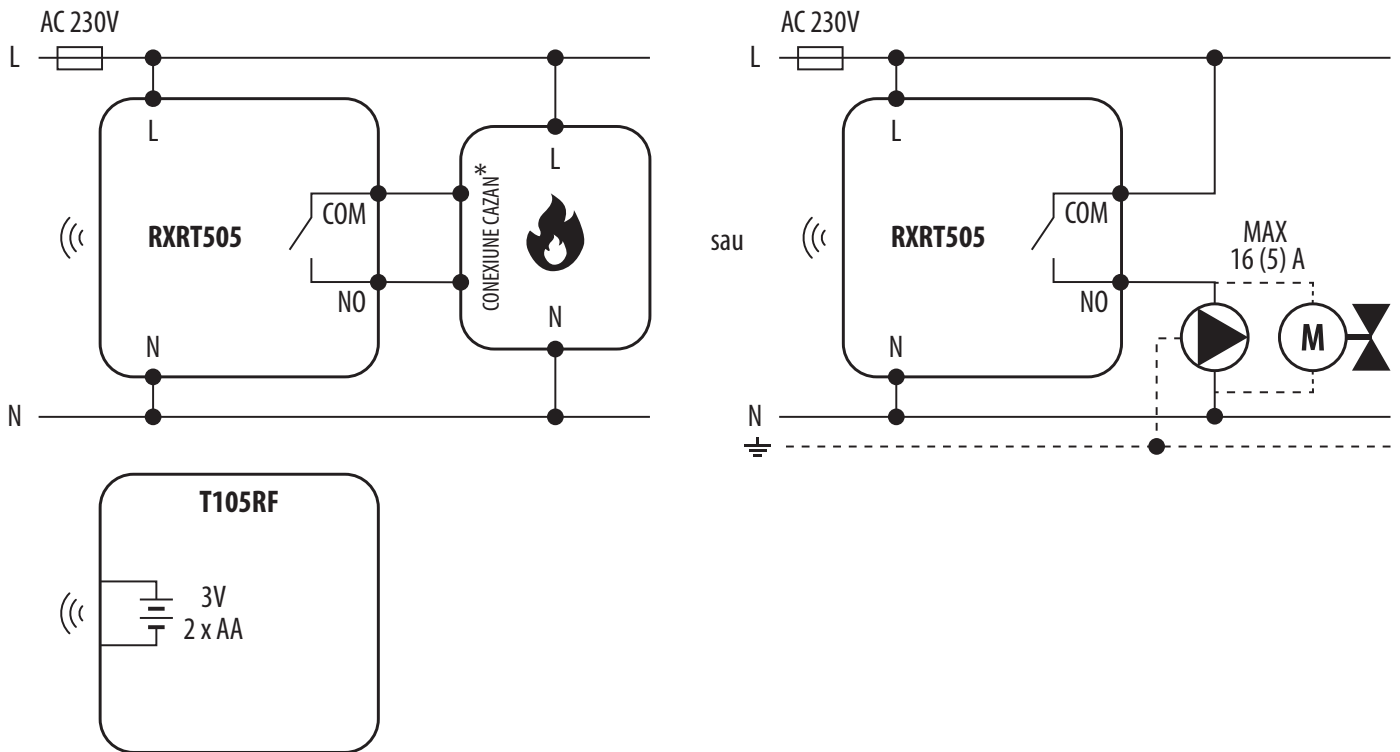 AC 230V
L
L
RXRT505
COM
NO
N
CONEXIUNE CAZAN*
L
N
N
sau
AC 230V
L
L
RXRT505
COM
NO
N
MAX
16 (5) A
M
N
T105RF
3V
2 x AA